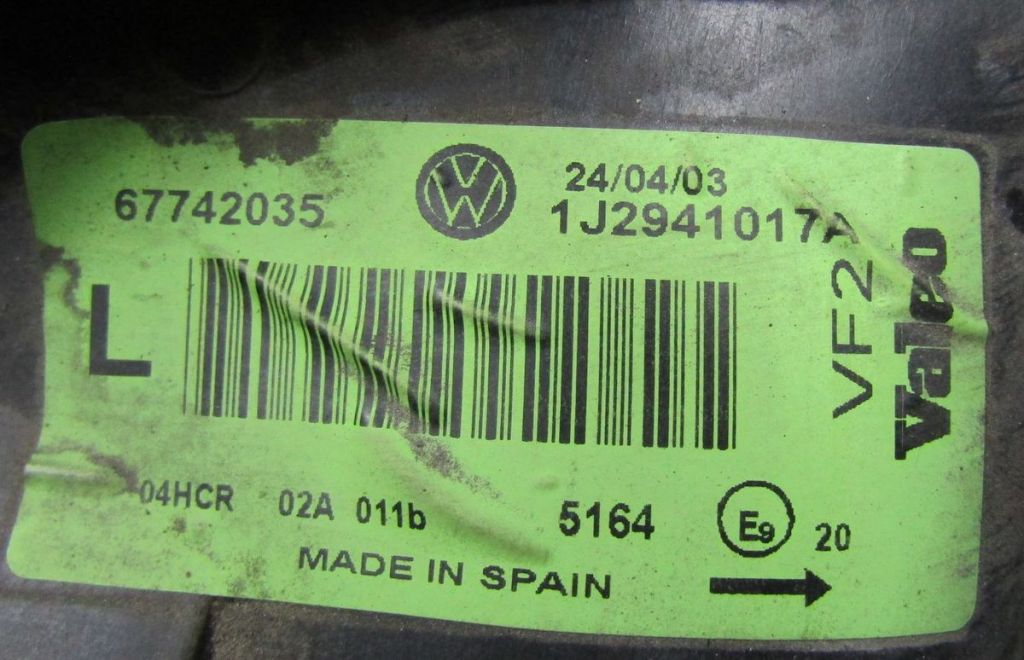 67742035
24/04/03
1J2941017A
L
VF2
Valeo
04HCR 02A 011b 5164 E9 20
MADE IN SPAIN